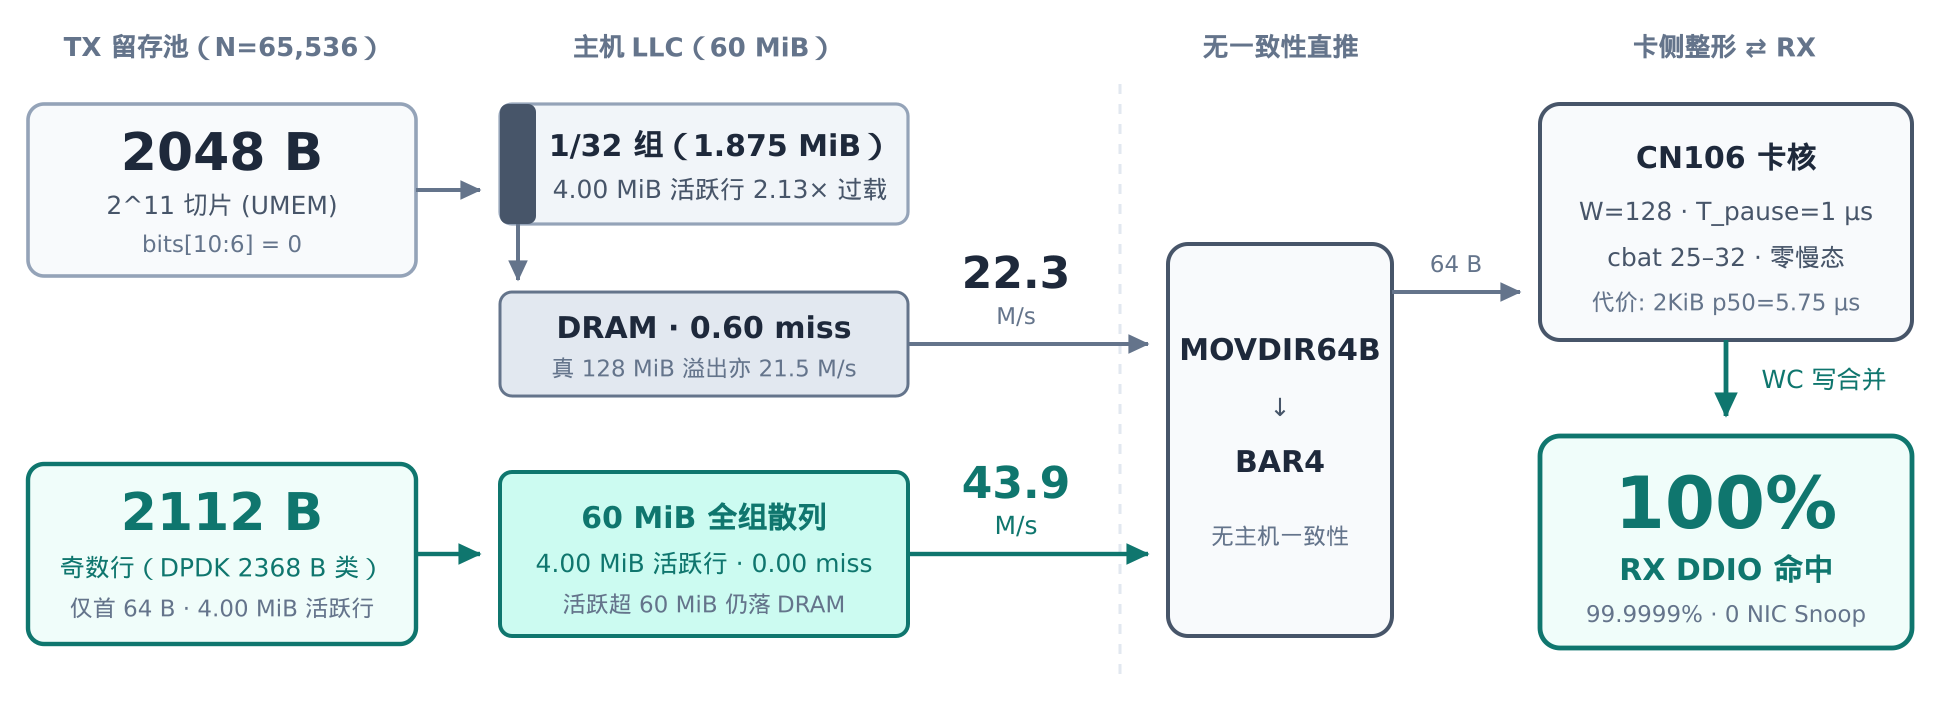 TX 留存池（N=65,536）
2048 B
2^11 切片 (UMEM)
bits[10:6] = 0
2112 B
奇数行（DPDK 2368 B 类）
仅首 64 B · 4.00 MiB 活跃行
主机 LLC（60 MiB）
1/32 组（1.875 MiB）
4.00 MiB 活跃行 2.13× 过载
DRAM · 0.60 miss
真 128 MiB 溢出亦 21.5 M/s
60 MiB 全组散列
4.00 MiB 活跃行 · 0.00 miss
活跃超 60 MiB 仍落 DRAM
22.3
M/s
43.9
M/s
无一致性直推
MOVDIR64B
↓
BAR4
无主机一致性
64 B
卡侧整形 ⇄ RX
CN106 卡核
W=128 · T_pause=1 μs
cbat 25–32 · 零慢态
代价: 2KiB p50=5.75 μs
WC 写合并
100%
RX DDIO 命中
99.9999% · 0 NIC Snoop